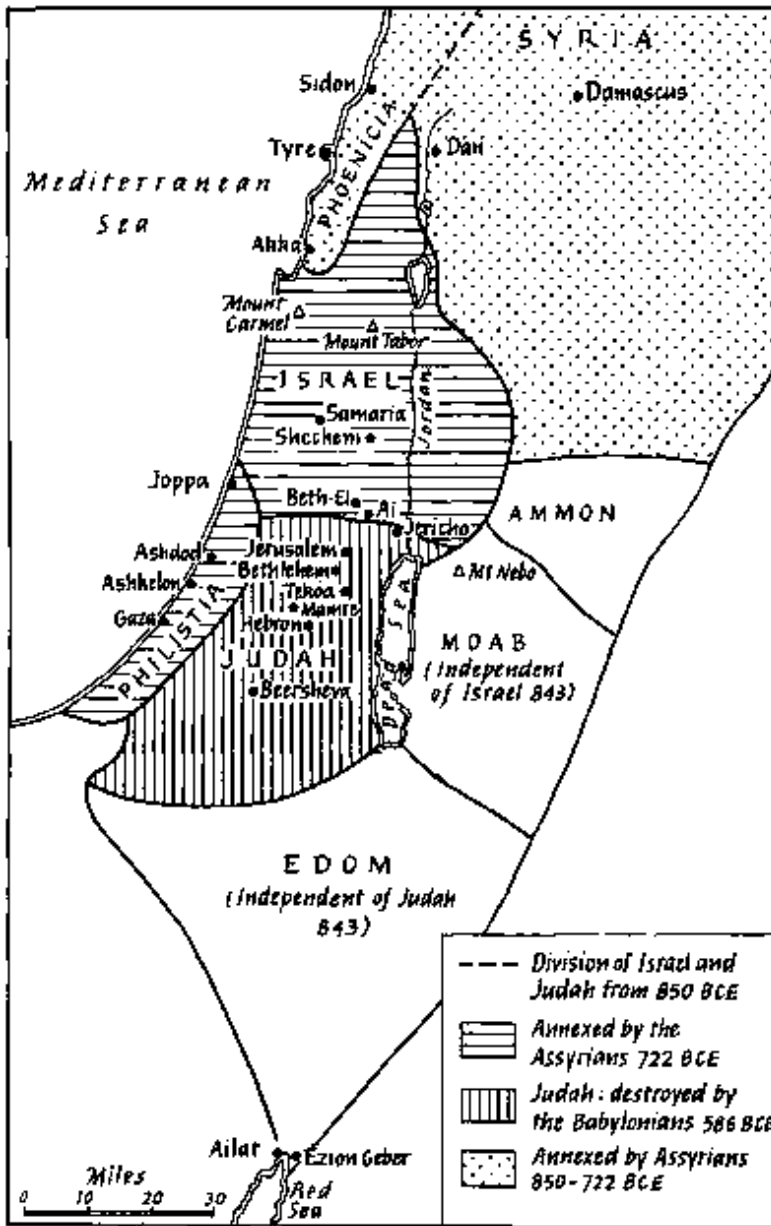 SYRIA
Sidon
Damascus
Tyre
Dan
PHOENICIA
Mediterranean
Sea
Akka
Mount
Carmel
Mount Tabor
ISRAEL
Samaria
Shechem
Jordan
Joppa
Beth-El
Ai
Jericho
AMMON
Ashdod
Jerusalem
Bethlehem
Ashkelon
Tekoa
Mt Nebo
Mamre
Gaza
Hebron
PHILISTIA
JUDAH
Dead Sea
MOAB
(Independent
of Israel 843)
Beersheva
EDOM
(Independent of Judah
843)
Division of Israel and
Judah from 850 BCE
Annexed by the
Assyrians 722 BCE
Judah: destroyed by
the Babylonians 586 BCE
Annexed by Assyrians
850-722 BCE
Ailat
Ezion Geber
Red
Sea
Miles
0 10 20 30